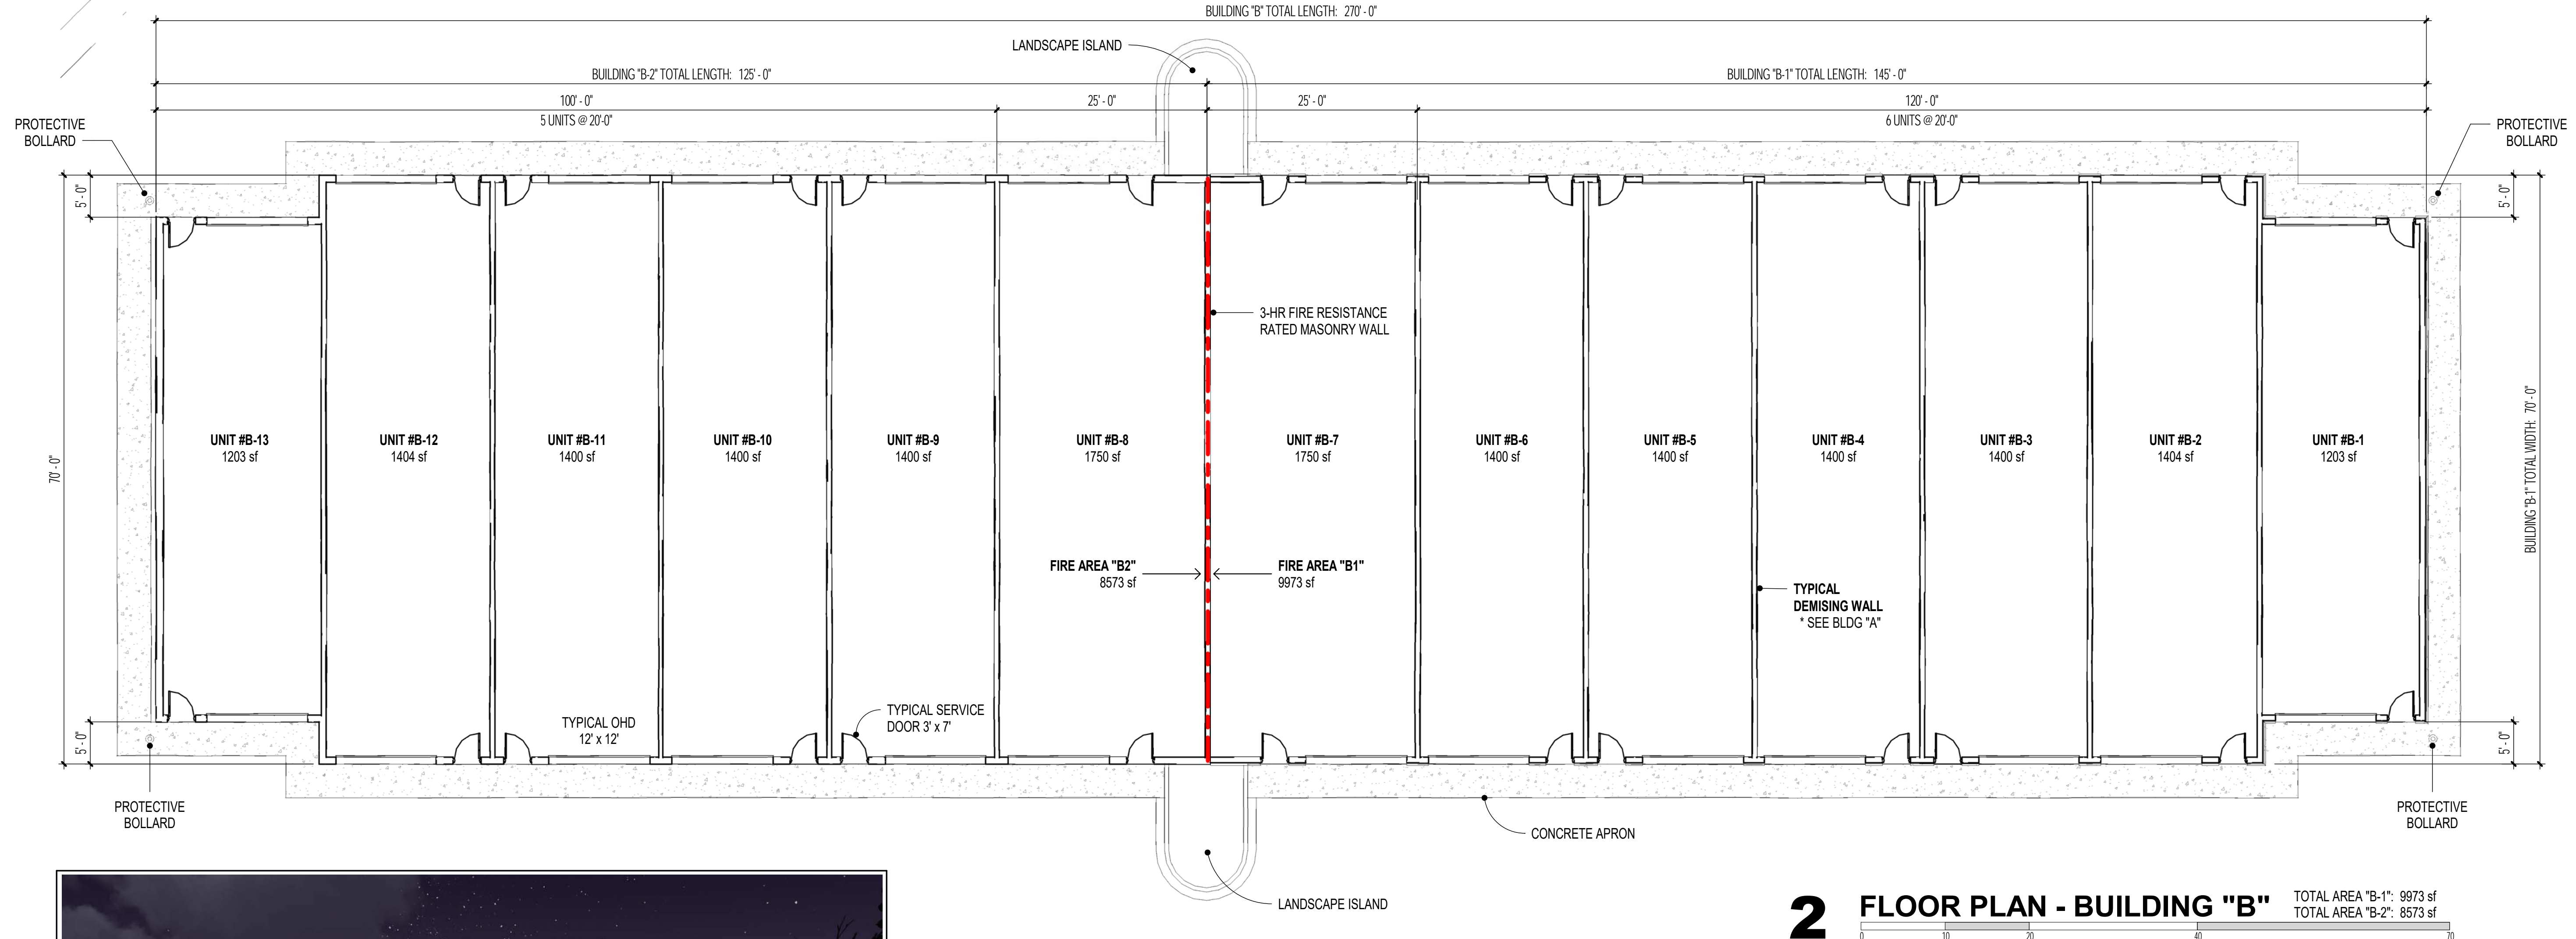 BUILDING "B" TOTAL LENGTH: 270' - 0"
LANDSCAPE ISLAND
BUILDING "B-2" TOTAL LENGTH: 125' - 0"
BUILDING "B-1" TOTAL LENGTH: 145' - 0"
100' - 0"
25' - 0"
25' - 0"
120' - 0"
5 UNITS @ 20'-0"
6 UNITS @ 20'-0"
PROTECTIVE
BOLLARD
PROTECTIVE
BOLLARD
5' - 0"
5' - 0"
3-HR FIRE RESISTANCE
RATED MASONRY WALL
70' - 0"
BUILDING "B-1" TOTAL WIDTH: 70' - 0"
UNIT #B-13
1203 sf
UNIT #B-12
1404 sf
UNIT #B-11
1400 sf
UNIT #B-10
1400 sf
UNIT #B-9
1400 sf
UNIT #B-8
1750 sf
UNIT #B-7
1750 sf
UNIT #B-6
1400 sf
UNIT #B-5
1400 sf
UNIT #B-4
1400 sf
UNIT #B-3
1400 sf
UNIT #B-2
1404 sf
UNIT #B-1
1203 sf
FIRE AREA "B2"
8573 sf
FIRE AREA "B1"
9973 sf
TYPICAL
DEMISING WALL
* SEE BLDG "A"
TYPICAL OHD
12' x 12'
TYPICAL SERVICE
DOOR 3' x 7'
5' - 0"
5' - 0"
PROTECTIVE
BOLLARD
PROTECTIVE
BOLLARD
CONCRETE APRON
LANDSCAPE ISLAND
2 FLOOR PLAN - BUILDING "B"
TOTAL AREA "B-1": 9973 sf
TOTAL AREA "B-2": 8573 sf
0 10 20 40 70